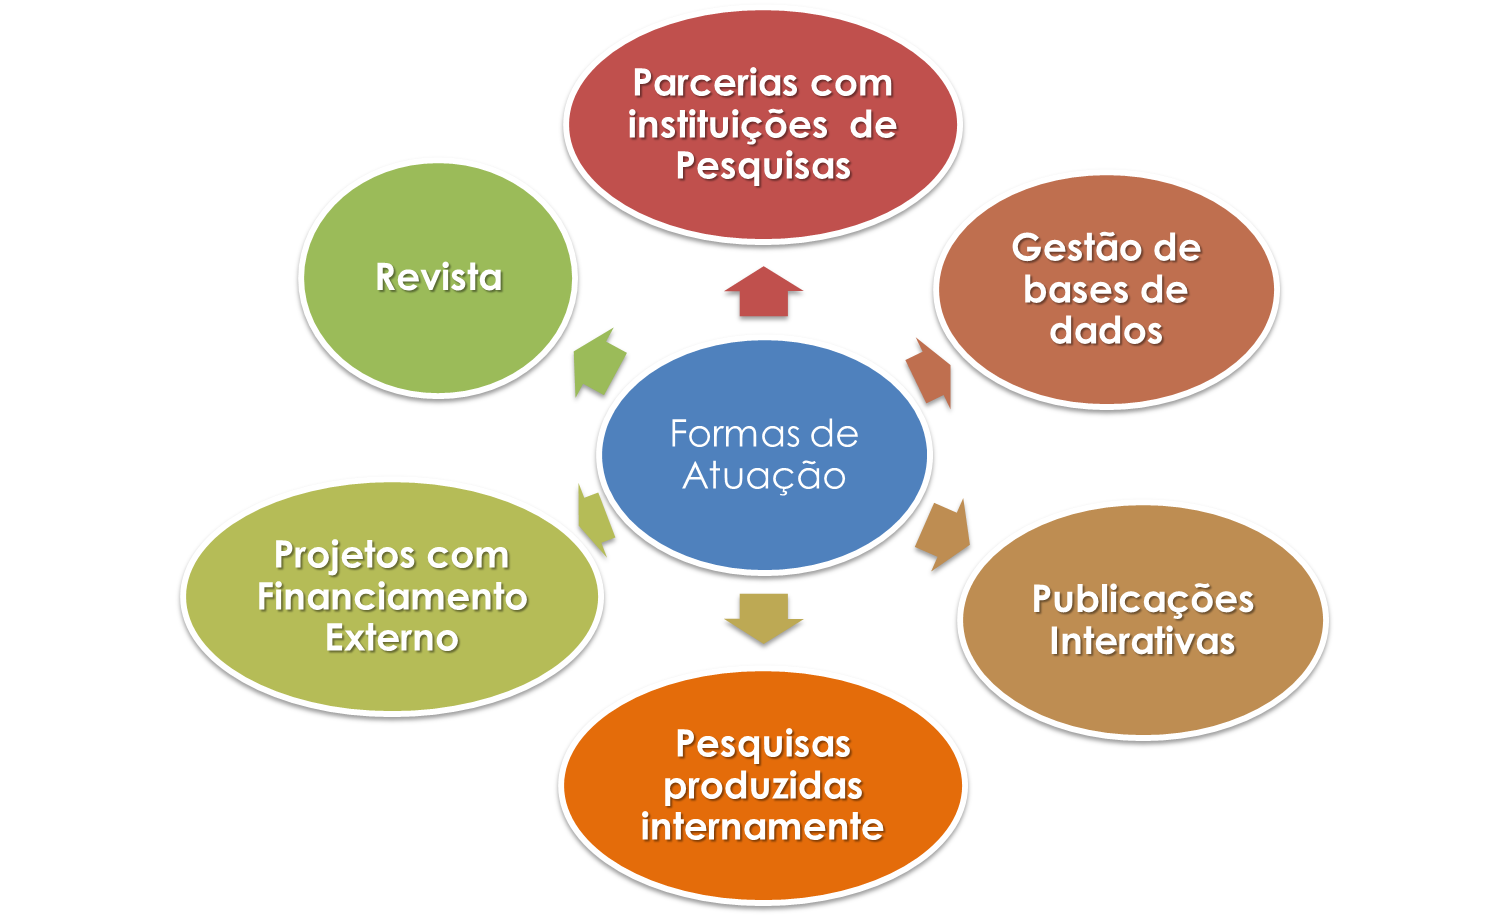 Parcerias com
instituições de
Pesquisas
Gestão de
bases de
dados
Publicações
Interativas
Pesquisas
produzidas
internamente
Projetos com
Financiamento
Externo
Revista
Formas de
Atuação